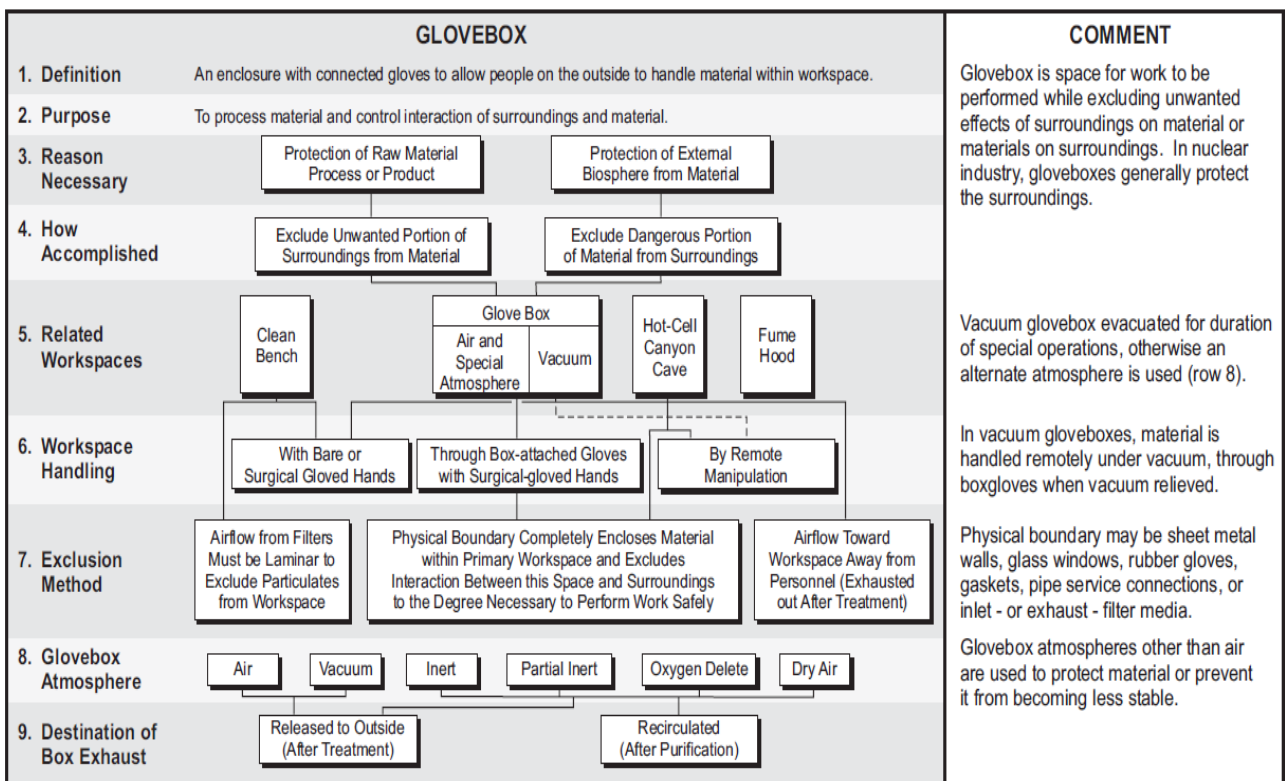 GLOVEBOX
COMMENT
1. Definition
An enclosure with connected gloves to allow people on the outside to handle material within workspace.
2. Purpose
To process material and control interaction of surroundings and material.
Glovebox is space for work to be
performed while excluding unwanted
effects of surroundings on material or
materials on surroundings. In nuclear
industry, gloveboxes generally protect
the surroundings.
3. Reason
Necessary
Protection of Raw Material
Process or Product
Protection of External
Biosphere from Material
4. How
Accomplished
Exclude Unwanted Portion of
Surroundings from Material
Exclude Dangerous Portion
of Material from Surroundings
5. Related
Workspaces
Clean
Bench
Glove Box
Air and
Special
Atmosphere
Vacuum
Hot-Cell
Canyon
Cave
Fume
Hood
Vacuum glovebox evacuated for duration
of special operations, otherwise an
alternate atmosphere is used (row 8).
6. Workspace
Handling
With Bare or
Surgical Gloved Hands
Through Box-attached Gloves
with Surgical-gloved Hands
By Remote
Manipulation
In vacuum gloveboxes, material is
handled remotely under vacuum, through
boxgloves when vacuum relieved.
7. Exclusion
Method
Airflow from Filters
Must be Laminar to
Exclude Particulates
from Workspace
Physical Boundary Completely Encloses Material
within Primary Workspace and Excludes
Interaction Between this Space and Surroundings
to the Degree Necessary to Perform Work Safely
Airflow Toward
Workspace Away from
Personnel (Exhausted
out After Treatment)
Physical boundary may be sheet metal
walls, glass windows, rubber gloves,
gaskets, pipe service connections, or
inlet - or exhaust - filter media.
8. Glovebox
Atmosphere
Air
Vacuum
Inert
Partial Inert
Oxygen Delete
Dry Air
Glovebox atmospheres other than air
are used to protect material or prevent
it from becoming less stable.
9. Destination of
Box Exhaust
Released to Outside
(After Treatment)
Recirculated
(After Purification)